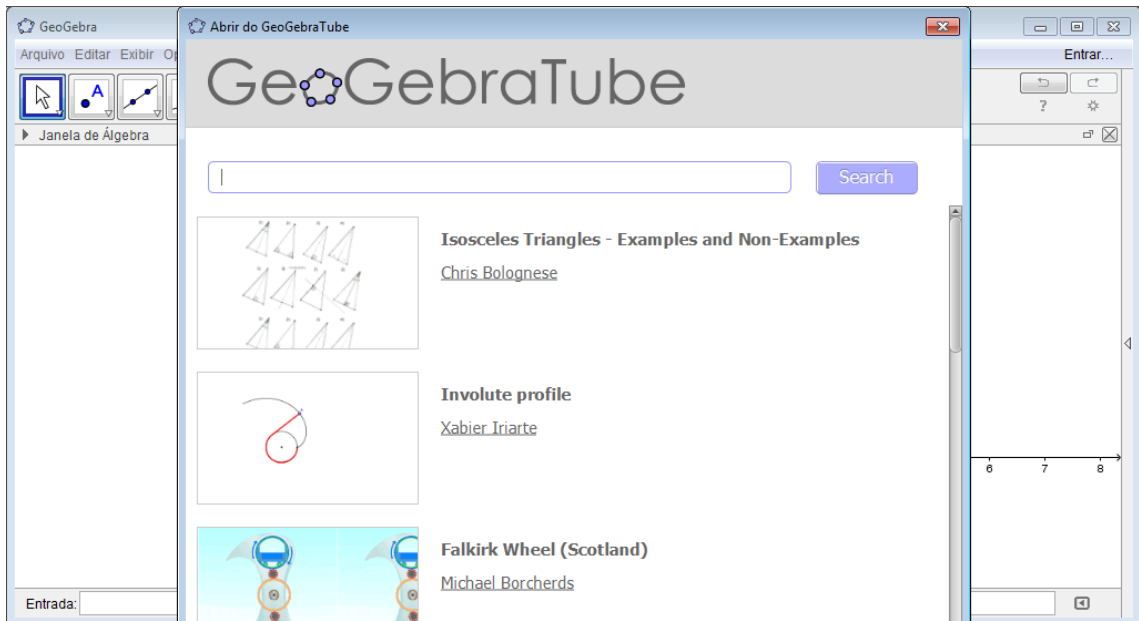 GeoGebra
Abrir do GeoGebraTube
Arquivo Editar Exibir Op
Entrar...
GeoGebraTube
A
?
Janela de Álgebra
Search
Isosceles Triangles - Examples and Non-Examples
Chris Bolognese
Involute profile
Xabier Iriarte
6 7 8
Falkirk Wheel (Scotland)
Michael Borcherds
Entrada: